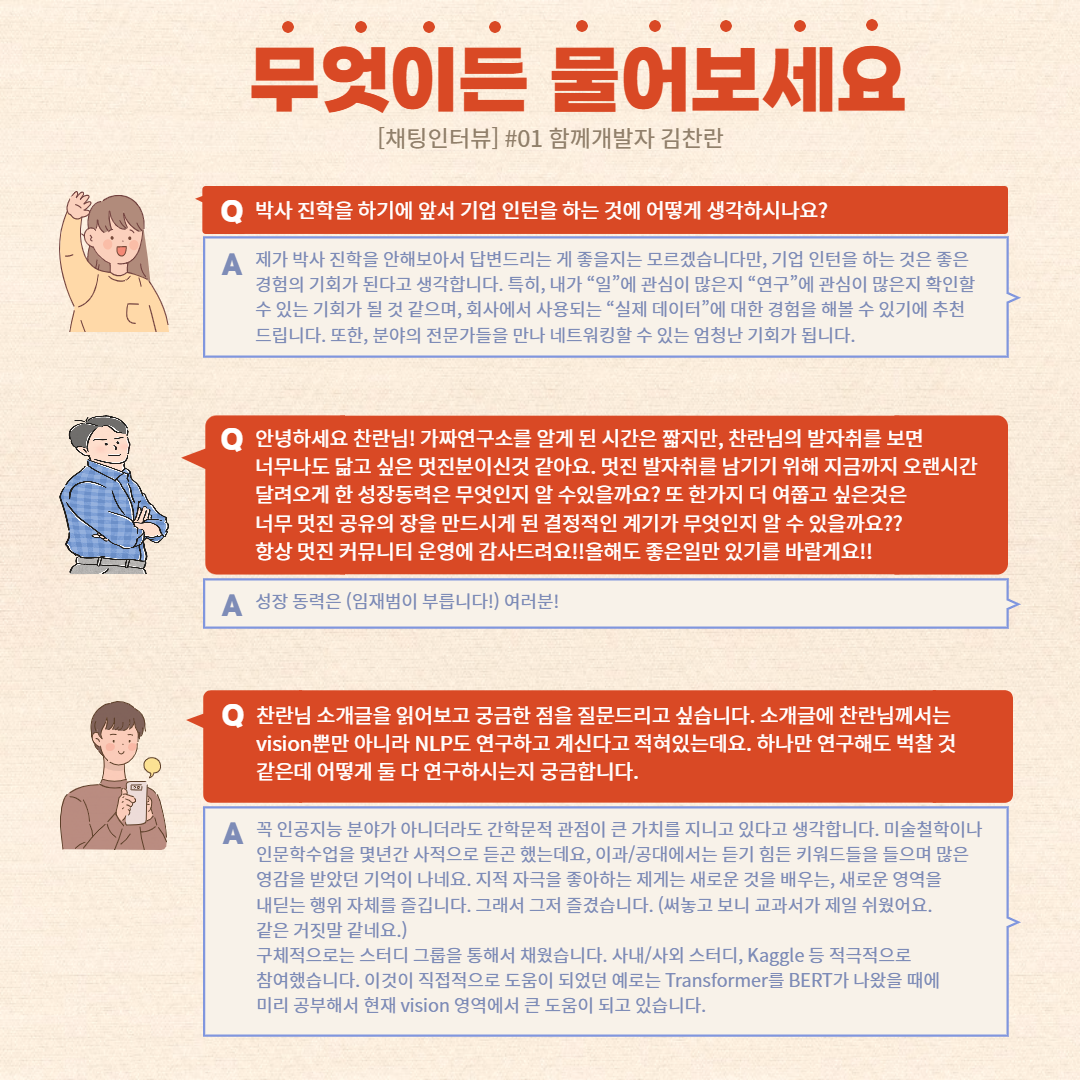 무엇이든 물어보세요
[채팅인터뷰] #01 함께개발자 김찬란
Q 박사 진학을 하기에 앞서 기업 인턴을 하는 것에 어떻게 생각하시나요?
A 제가 박사 진학을 안해보아서 답변드리는 게 좋을지는 모르겠습니다만, 기업 인턴을 하는 것은 좋은
경험의 기회가 된다고 생각합니다. 특히, 내가 “일”에 관심이 많은지 “연구”에 관심이 많은지 확인할
수 있는 기회가 될 것 같으며, 회사에서 사용되는 “실제 데이터”에 대한 경험을 해볼 수 있기에 추천
드립니다. 또한, 분야의 전문가들을 만나 네트워킹할 수 있는 엄청난 기회가 됩니다.
Q 안녕하세요 찬란님! 가짜연구소를 알게 된 시간은 짧지만, 찬란님의 발자취를 보면
너무나도 닮고 싶은 멋진분이신것 같아요. 멋진 발자취를 남기기 위해 지금까지 오랜시간
달려오게 한 성장동력은 무엇인지 알 수있을까요? 또 한가지 더 여쭙고 싶은것은
너무 멋진 공유의 장을 만드시게 된 결정적인 계기가 무엇인지 알 수 있을까요??
항상 멋진 커뮤니티 운영에 감사드려요!!올해도 좋은일만 있기를 바랄게요!!
A 성장 동력은 (임재범이 부릅니다!) 여러분!
Q 찬란님 소개글을 읽어보고 궁금한 점을 질문드리고 싶습니다. 소개글에 찬란님께서는
vision뿐만 아니라 NLP도 연구하고 계신다고 적혀있는데요. 하나만 연구해도 벅찰 것
같은데 어떻게 둘 다 연구하시는지 궁금합니다.
A 꼭 인공지능 분야가 아니더라도 간학문적 관점이 큰 가치를 지니고 있다고 생각합니다. 미술철학이나
인문학수업을 몇년간 사적으로 듣곤 했는데요, 이과/공대에서는 듣기 힘든 키워드들을 들으며 많은
영감을 받았던 기억이 나네요. 지적 자극을 좋아하는 제게는 새로운 것을 배우는, 새로운 영역을
내딛는 행위 자체를 즐깁니다. 그래서 그저 즐겼습니다. (써놓고 보니 교과서가 제일 쉬웠어요.
같은 거짓말 같네요.)
구체적으로는 스터디 그룹을 통해서 채웠습니다. 사내/사외 스터디, Kaggle 등 적극적으로
참여했습니다. 이것이 직접적으로 도움이 되었던 예로는 Transformer를 BERT가 나왔을 때에
미리 공부해서 현재 vision 영역에서 큰 도움이 되고 있습니다.